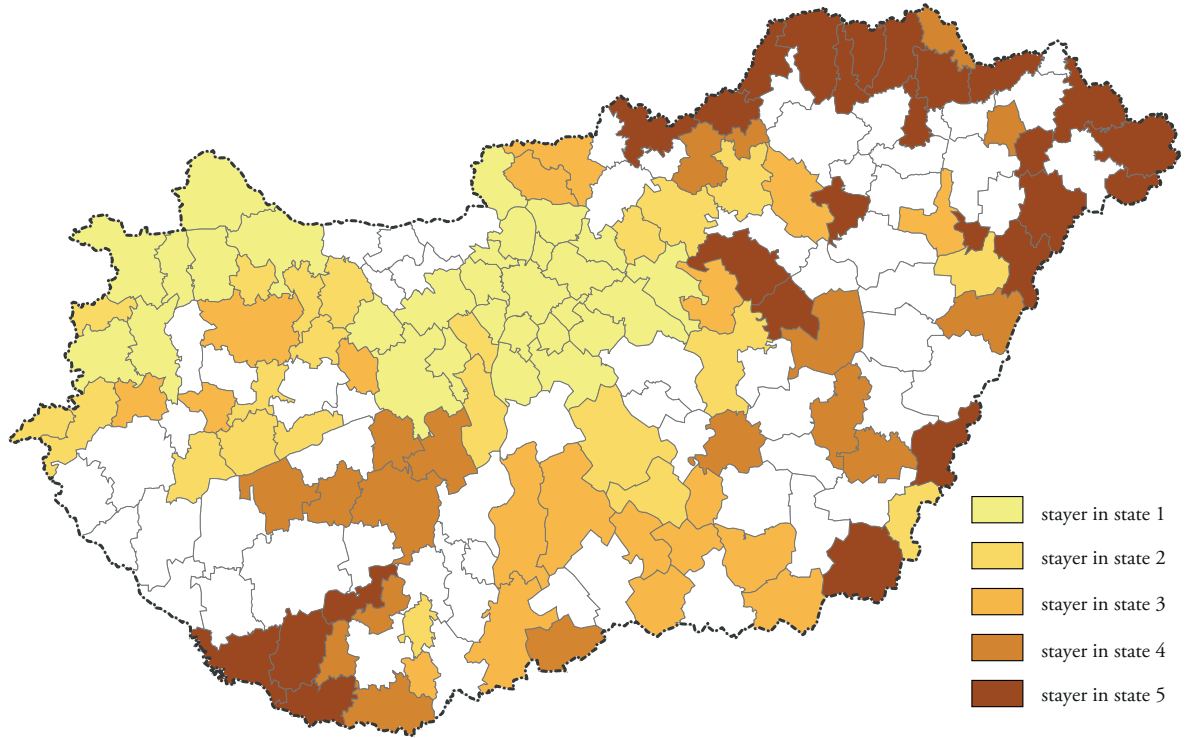 stayer in state 1
stayer in state 2
stayer in state 3
stayer in state 4
stayer in state 5